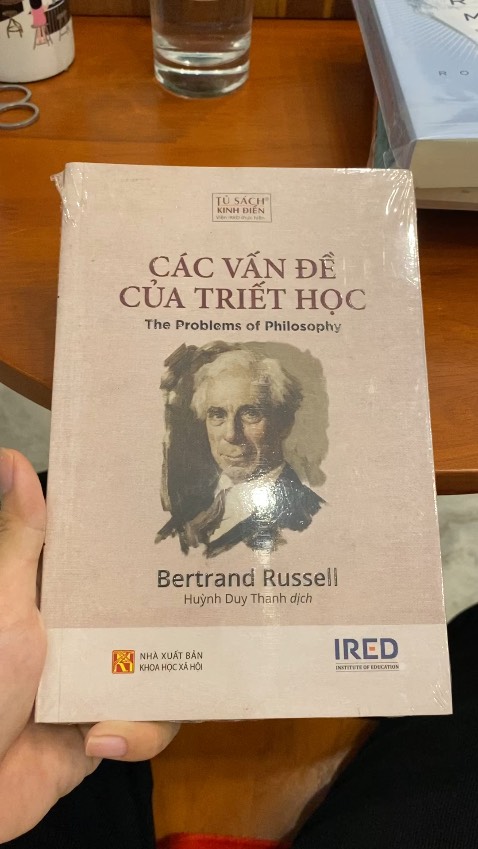 TỦ SÁCH®
KINH ĐIỂN
CÁC VẤN ĐỀ
CỦA TRIẾT HỌC
The Problems of Philosophy
Bertrand Russell
Huỳnh Duy Thanh dịch
NHÀ XUẤT BẢN
KHOA HỌC XÃ HỘI
IRED
INSTITUTE OF EDUCATION